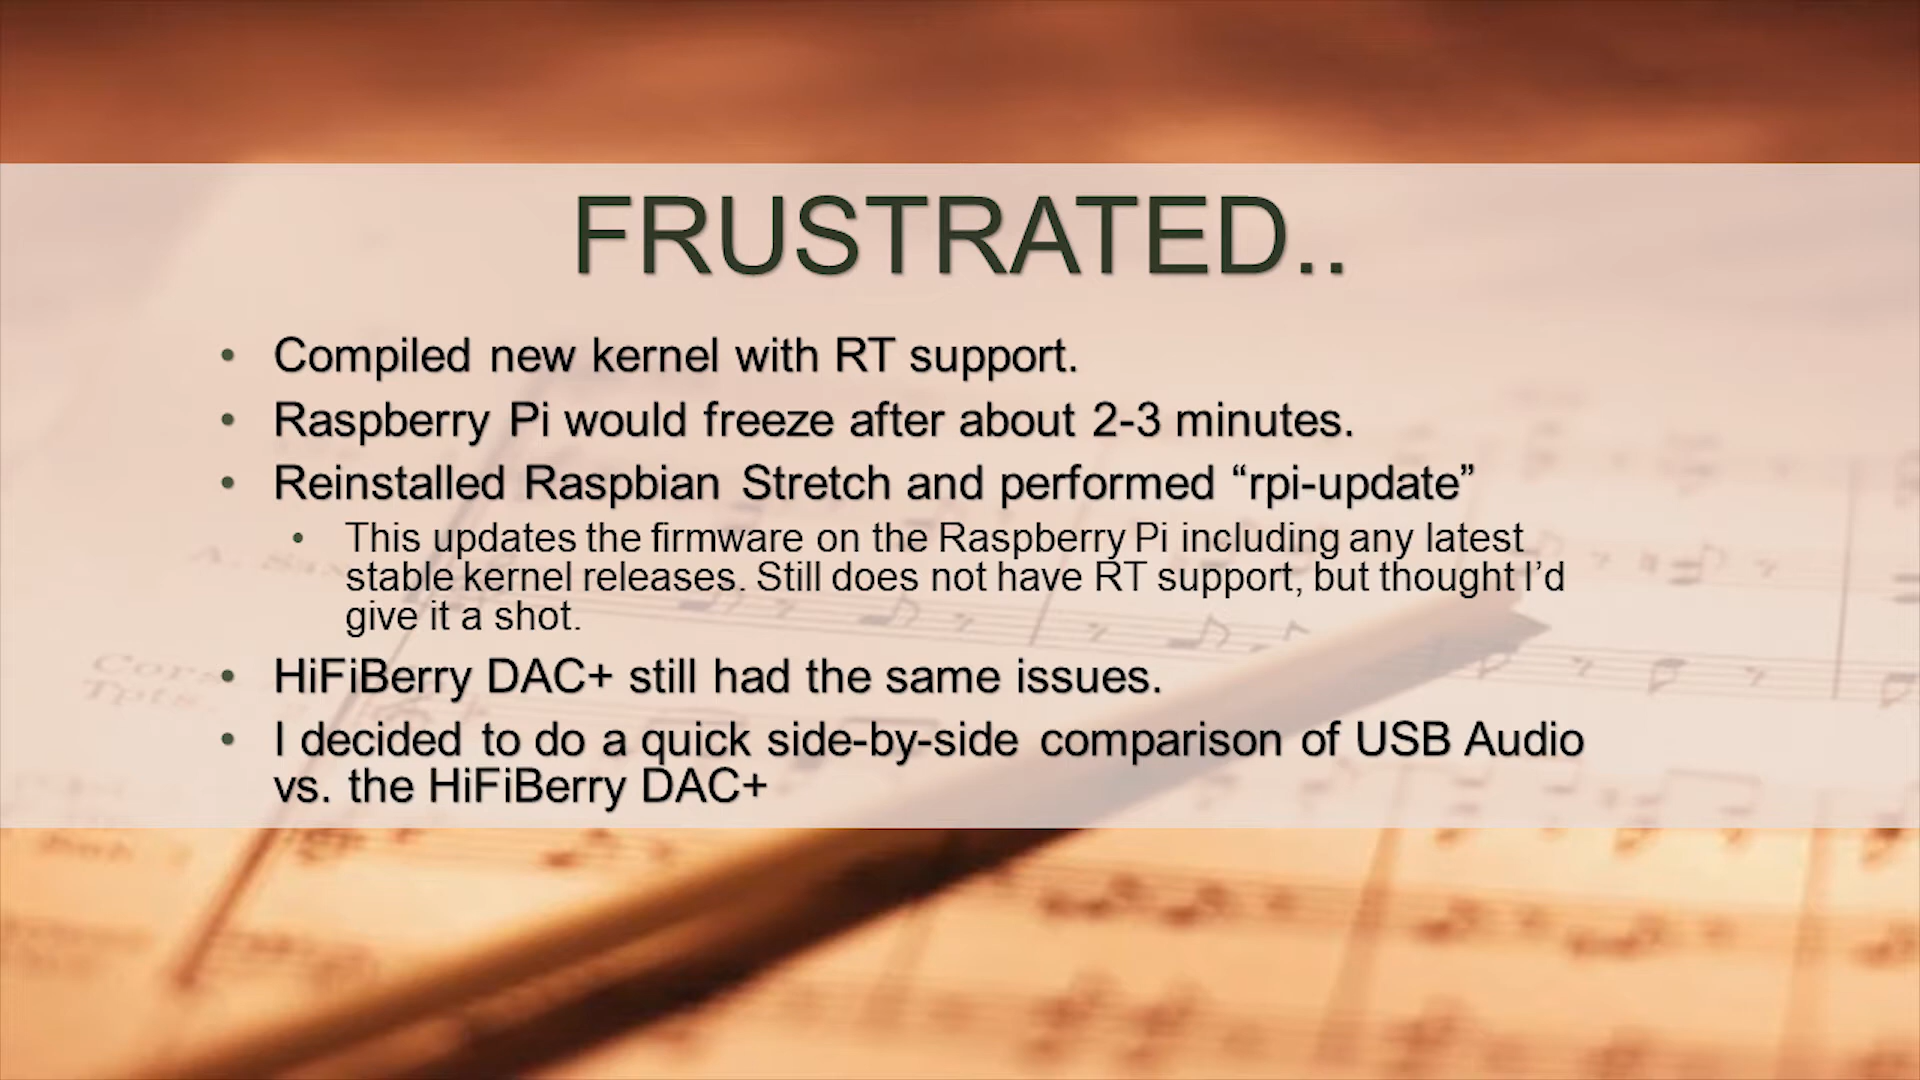 FRUSTRATED..
• Compiled new kernel with RT support.
• Raspberry Pi would freeze after about 2-3 minutes.
• Reinstalled Raspbian Stretch and performed “rpi-update”
• This updates the firmware on the Raspberry Pi including any latest
stable kernel releases. Still does not have RT support, but thought I’d
give it a shot.
• HiFiBerry DAC+ still had the same issues.
• I decided to do a quick side-by-side comparison of USB Audio
vs. the HiFiBerry DAC+